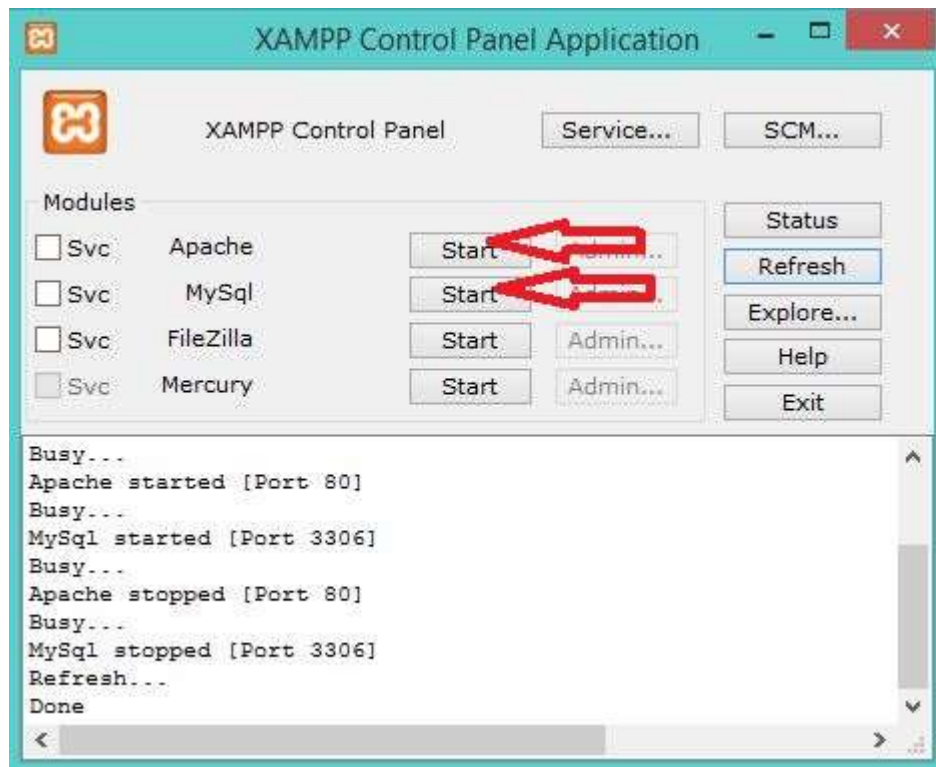 XAMPP Control Panel Application
XAMPP Control Panel Service... SCM...
Modules
Status
Svc Apache Start
Refresh
Svc MySql Start
Explore...
Svc FileZilla Start Admin...
Help
Svc Mercury Start Admin...
Exit
Busy...
Apache started [Port 80]
Busy...
MySql started [Port 3306]
Busy...
Apache stopped [Port 80]
Busy...
MySql stopped [Port 3306]
Refresh...
Done